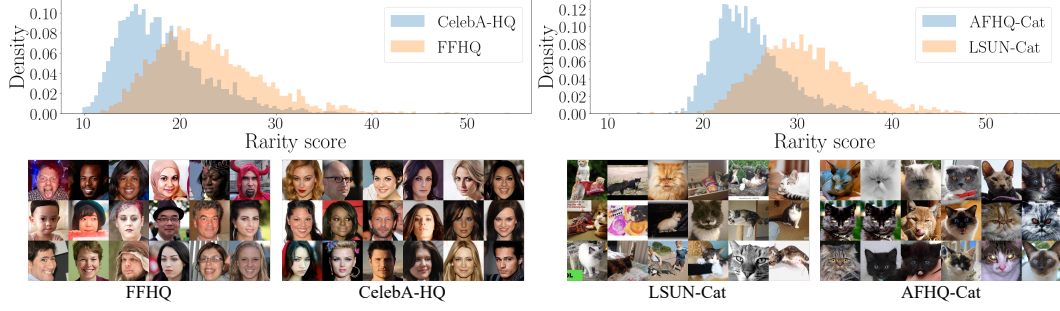 CelebA-HQ
FFHQ
Density
0.10
0.08
0.06
0.04
0.02
0.00
10 20 30 40 50
Rarity score
AFHQ-Cat
LSUN-Cat
Density
0.12
0.10
0.08
0.06
0.04
0.02
0.00
10 20 30 40 50
Rarity score
FFHQ
CelebA-HQ
LSUN-Cat
AFHQ-Cat